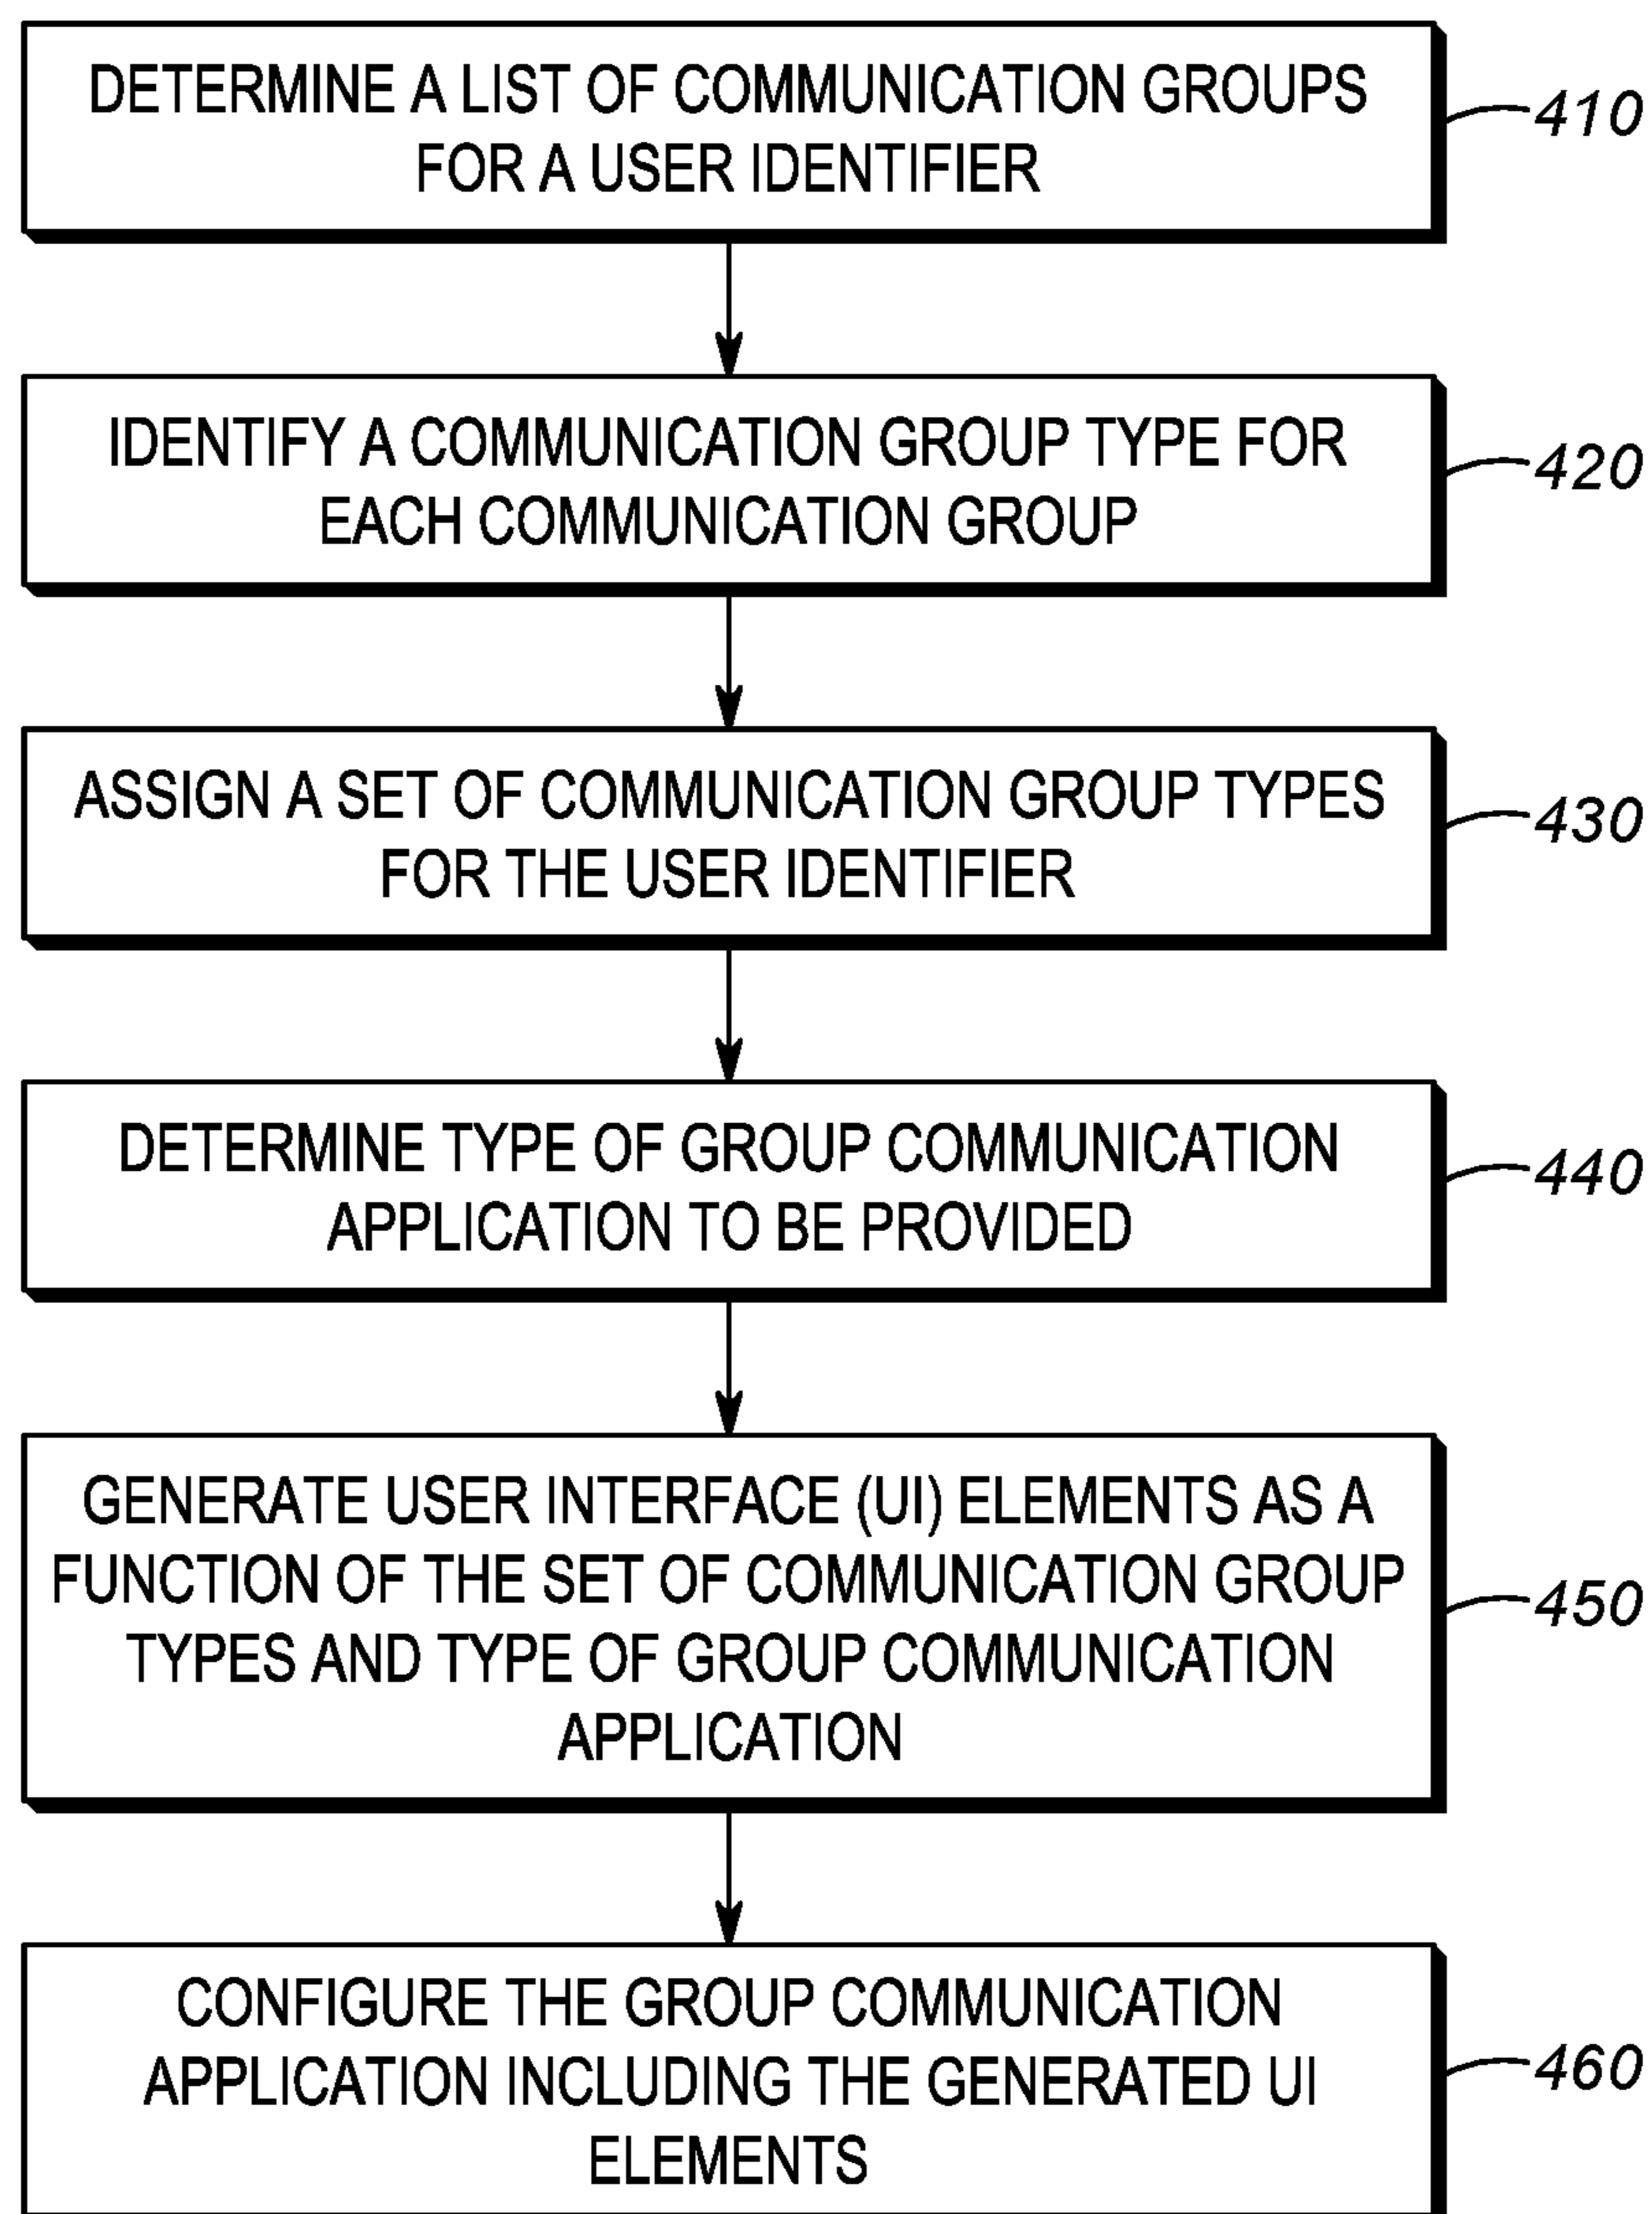 DETERMINE A LIST OF COMMUNICATION GROUPS
FOR A USER IDENTIFIER
410
IDENTIFY A COMMUNICATION GROUP TYPE FOR
EACH COMMUNICATION GROUP
420
ASSIGN A SET OF COMMUNICATION GROUP TYPES
FOR THE USER IDENTIFIER
430
DETERMINE TYPE OF GROUP COMMUNICATION
APPLICATION TO BE PROVIDED
440
GENERATE USER INTERFACE (UI) ELEMENTS AS A
FUNCTION OF THE SET OF COMMUNICATION GROUP
TYPES AND TYPE OF GROUP COMMUNICATION
APPLICATION
450
CONFIGURE THE GROUP COMMUNICATION
APPLICATION INCLUDING THE GENERATED UI
ELEMENTS
460